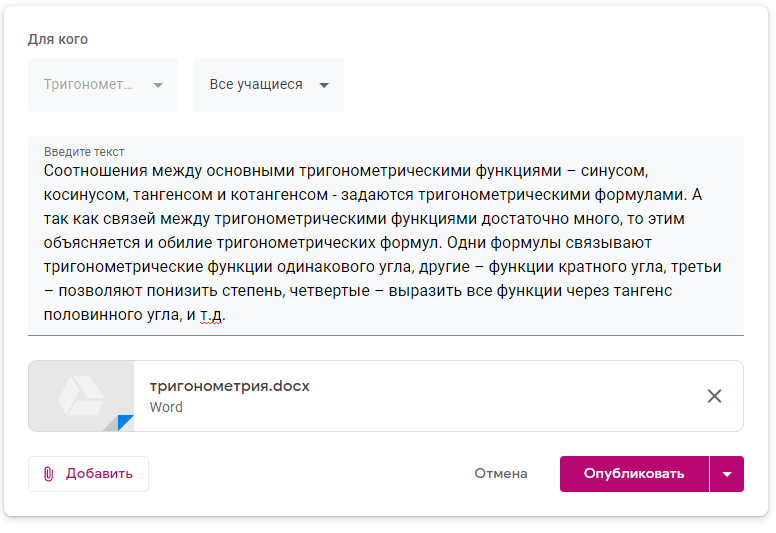 Для кого
Тригономет...
Все учащиеся
Введите текст
Соотношения между основными тригонометрическими функциями – синусом,
косинусом, тангенсом и котангенсом - задаются тригонометрическими формулами. А
так как связей между тригонометрическими функциями достаточно много, то этим
объясняется и обилие тригонометрических формул. Одни формулы связывают
тригонометрические функции одинакового угла, другие – функции кратного угла, третьи
– позволяют понизить степень, четвертые – выразить все функции через тангенс
половинного угла, и т.д.
тригонометрия.docx
Word
Добавить
Отмена
Опубликовать